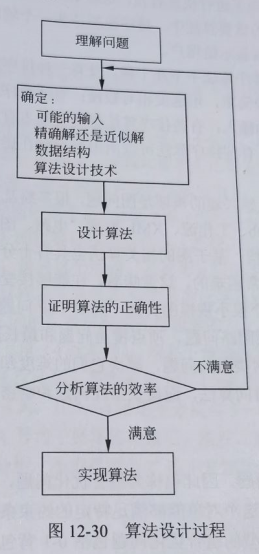 理解问题
确定：
可能的输入
精确解还是近似解
数据结构
算法设计技术
设计算法
证明算法的正确性
分析算法的效率
不满意
满意
实现算法
图 12-30 算法设计过程